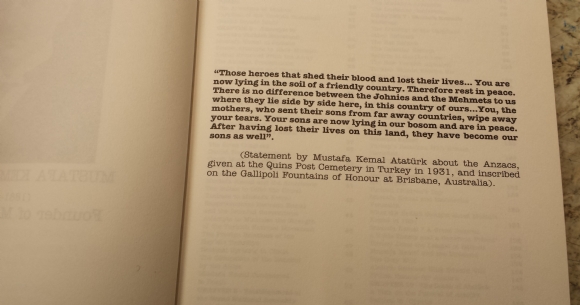 "Those heroes that shed their blood and lost their lives... You are
now lying in the soil of a friendly country. Therefore rest in peace.
There is no difference between the Johnies and the Mehmets to us
where they lie side by side here, in this country of ours...You, the
mothers, who sent their sons from far away countries, wipe away
your tears. Your sons are now lying in our bosom and are in peace.
After having lost their lives on this land, they have become our
sons as well".
(Statement by Mustafa Kemal Atatürk about the Anzacs,
given at the Quins Post Cemetery in Turkey in 1931, and inscribed
on the Gallipoli Fountains of Honour at Brisbane, Australia).